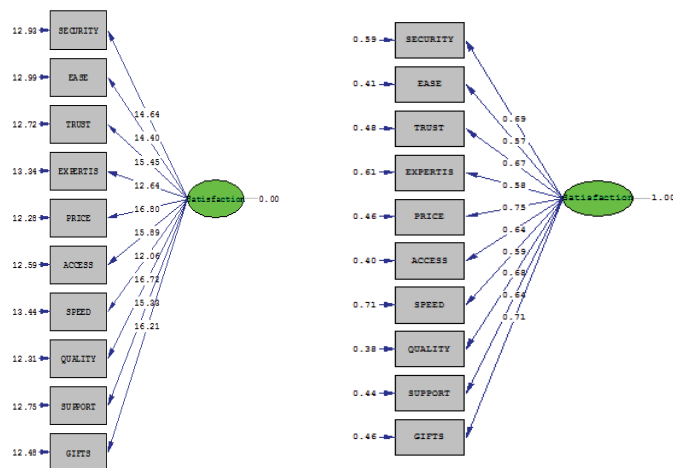 12.93 SECURITY
12.99 EASE
12.72 TRUST
13.34 EXPERTIS
12.28 PRICE
12.59 ACCESS
13.44 SPEED
12.31 QUALITY
12.75 SUPPORT
12.48 GIFTS
14.64
14.40
15.45
12.64
16.80
15.89
12.06
16.72
15.33
16.21
Satisfaction 0.00
0.59 SECURITY
0.41 EASE
0.48 TRUST
0.61 EXPERTIS
0.46 PRICE
0.40 ACCESS
0.71 SPEED
0.38 QUALITY
0.44 SUPPORT
0.46 GIFTS
0.69
0.57
0.67
0.58
0.75
0.64
0.59
0.68
0.64
0.71
Satisfaction 1.00